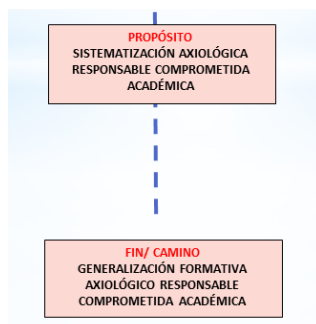 PROPÓSITO
SISTEMATIZACIÓN AXIOLÓGICA
RESPONSABLE COMPROMETIDA
ACADÉMICA
FIN/ CAMINO
GENERALIZACIÓN FORMATIVA
AXIOLÓGICO RESPONSABLE
COMPROMETIDA ACADÉMICA